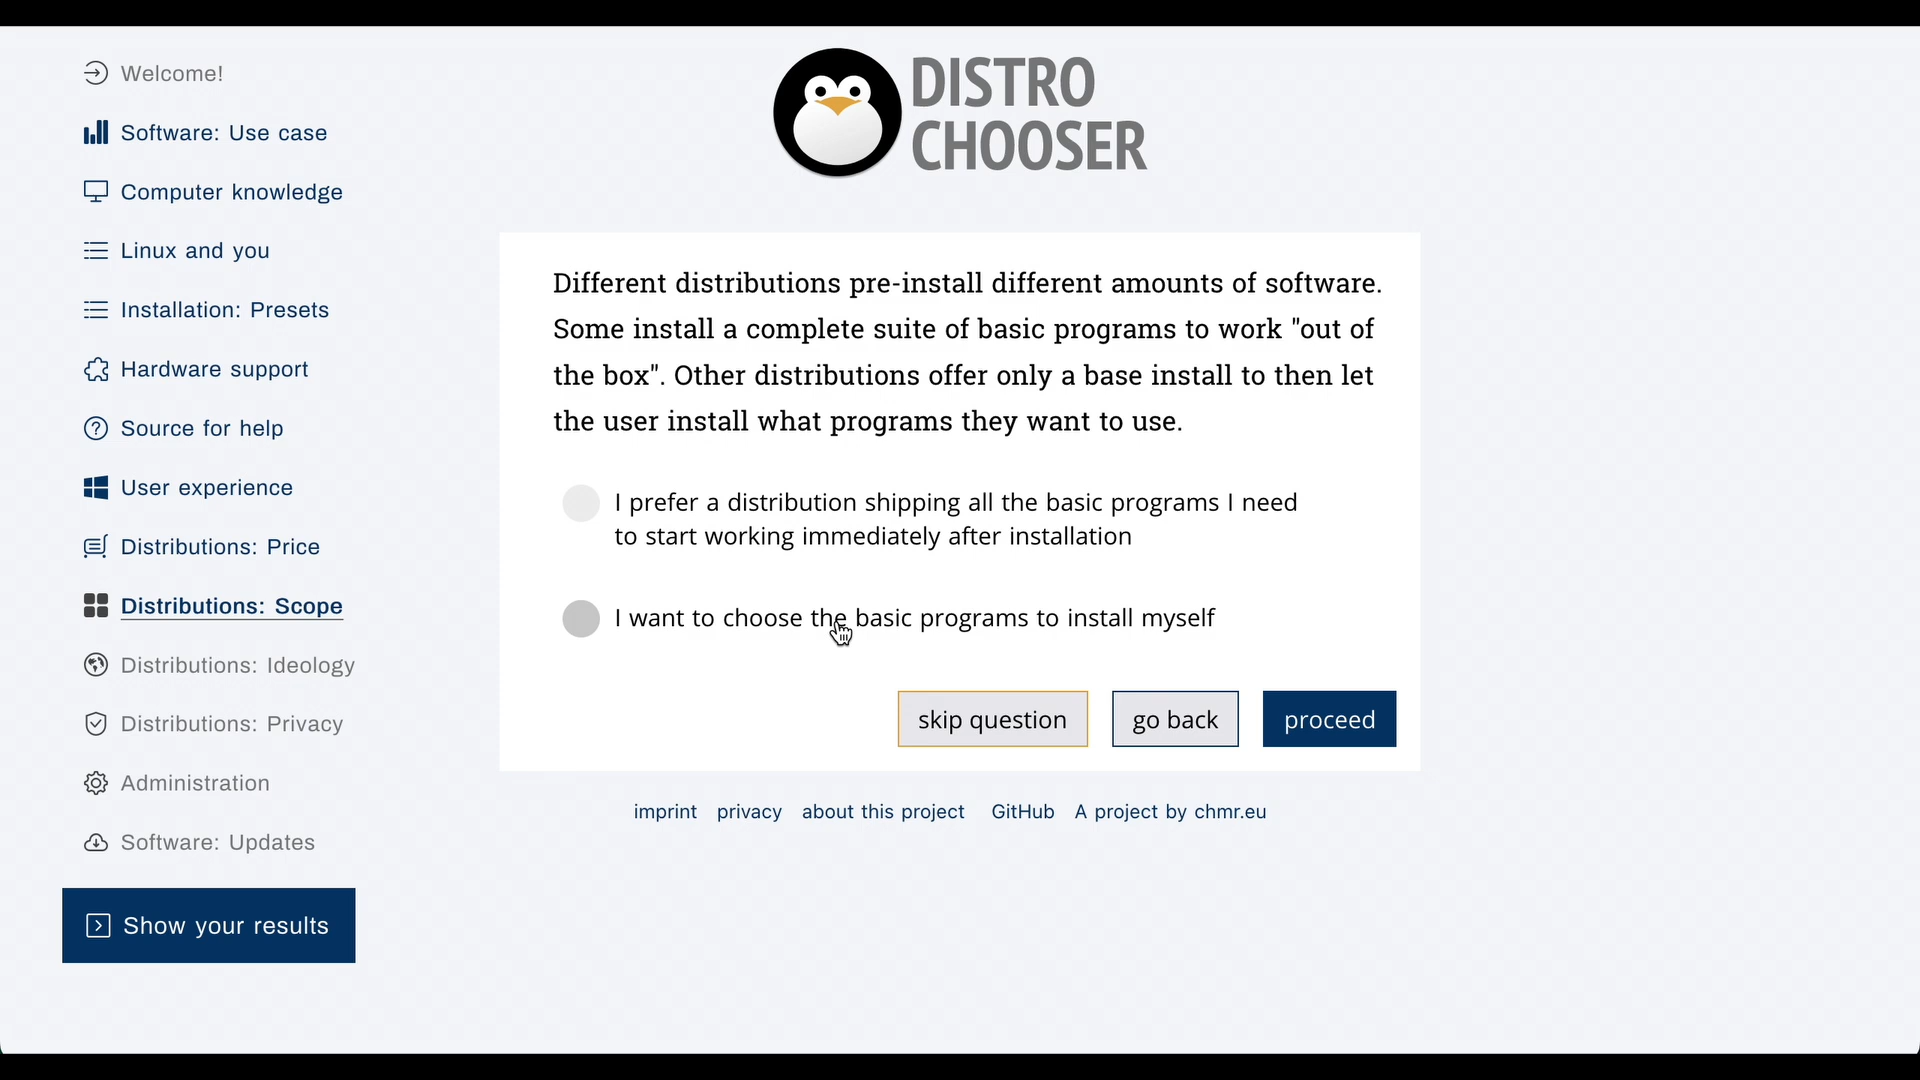 Welcome!
Software: Use case
Computer knowledge
Linux and you
Installation: Presets
Hardware support
Source for help
User experience
Distributions: Price
Distributions: Scope
Distributions: Ideology
Distributions: Privacy
Administration
Software: Updates
Show your results
DISTRO
CHOOSER
Different distributions pre-install different amounts of software.
Some install a complete suite of basic programs to work "out of
the box". Other distributions offer only a base install to then let
the user install what programs they want to use.
I prefer a distribution shipping all the basic programs I need
to start working immediately after installation
I want to choose the basic programs to install myself
skip question
go back
proceed
imprint privacy about this project GitHub A project by chmr.eu